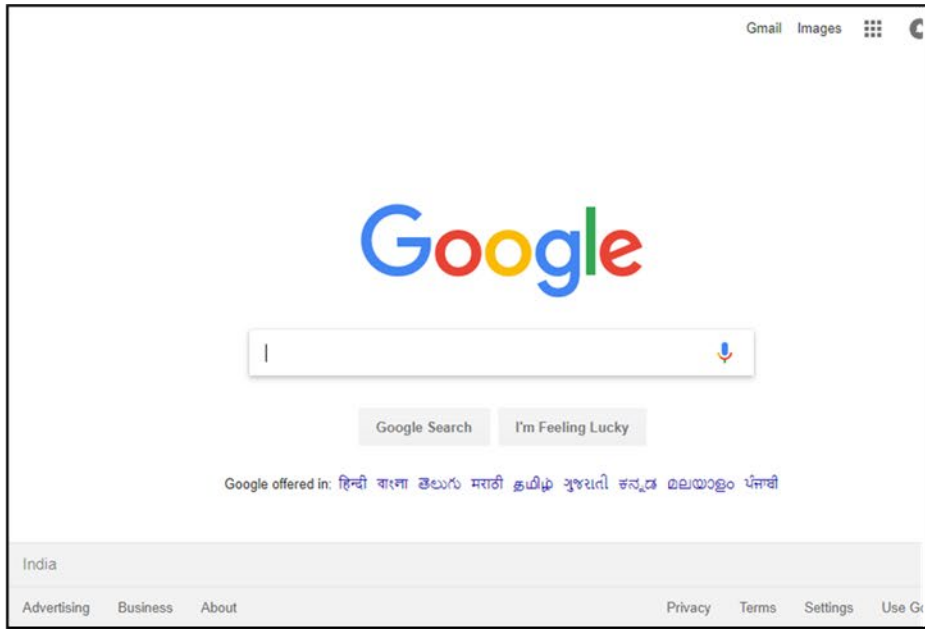 Gmail Images
Google
Google Search I'm Feeling Lucky
Google offered in: हिन्दी বাংলা తెలుగు मराठी தமிழ் ગુજરાતી ಕನ್ನಡ മലയാളം ਪੰਜਾਬੀ
India
Advertising Business About Privacy Terms Settings Use